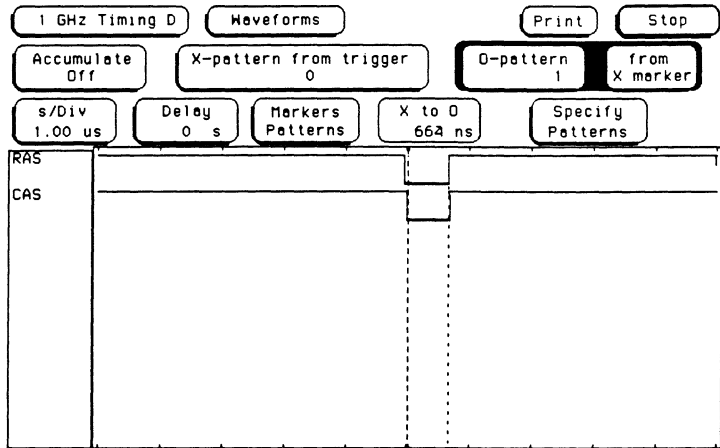 1 GHz Timing D Waveforms Print Stop
Accumulate Off X-pattern from trigger 0 O-pattern 1 from X marker
s/Div 1.00 us Delay 0 s Markers Patterns X to O 664 ns Specify Patterns
RAS
CAS